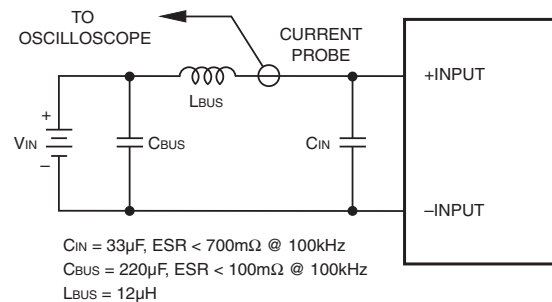 TO
OSCILLOSCOPE
CURRENT
PROBE
+INPUT
LBUS
+
VIN
–
CBUS
CIN
–INPUT
CIN = 33µF, ESR < 700mΩ @ 100kHz
CBUS = 220µF, ESR < 100mΩ @ 100kHz
LBUS = 12µH